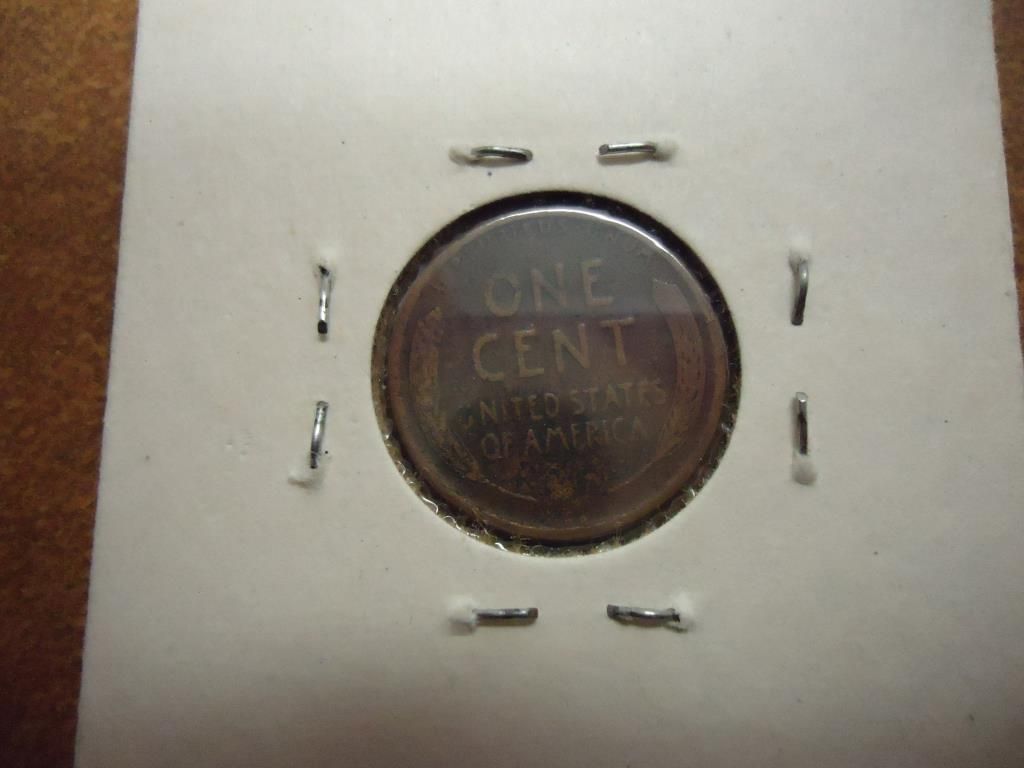 ONE
CENT
UNITED STATES
OF AMERICA